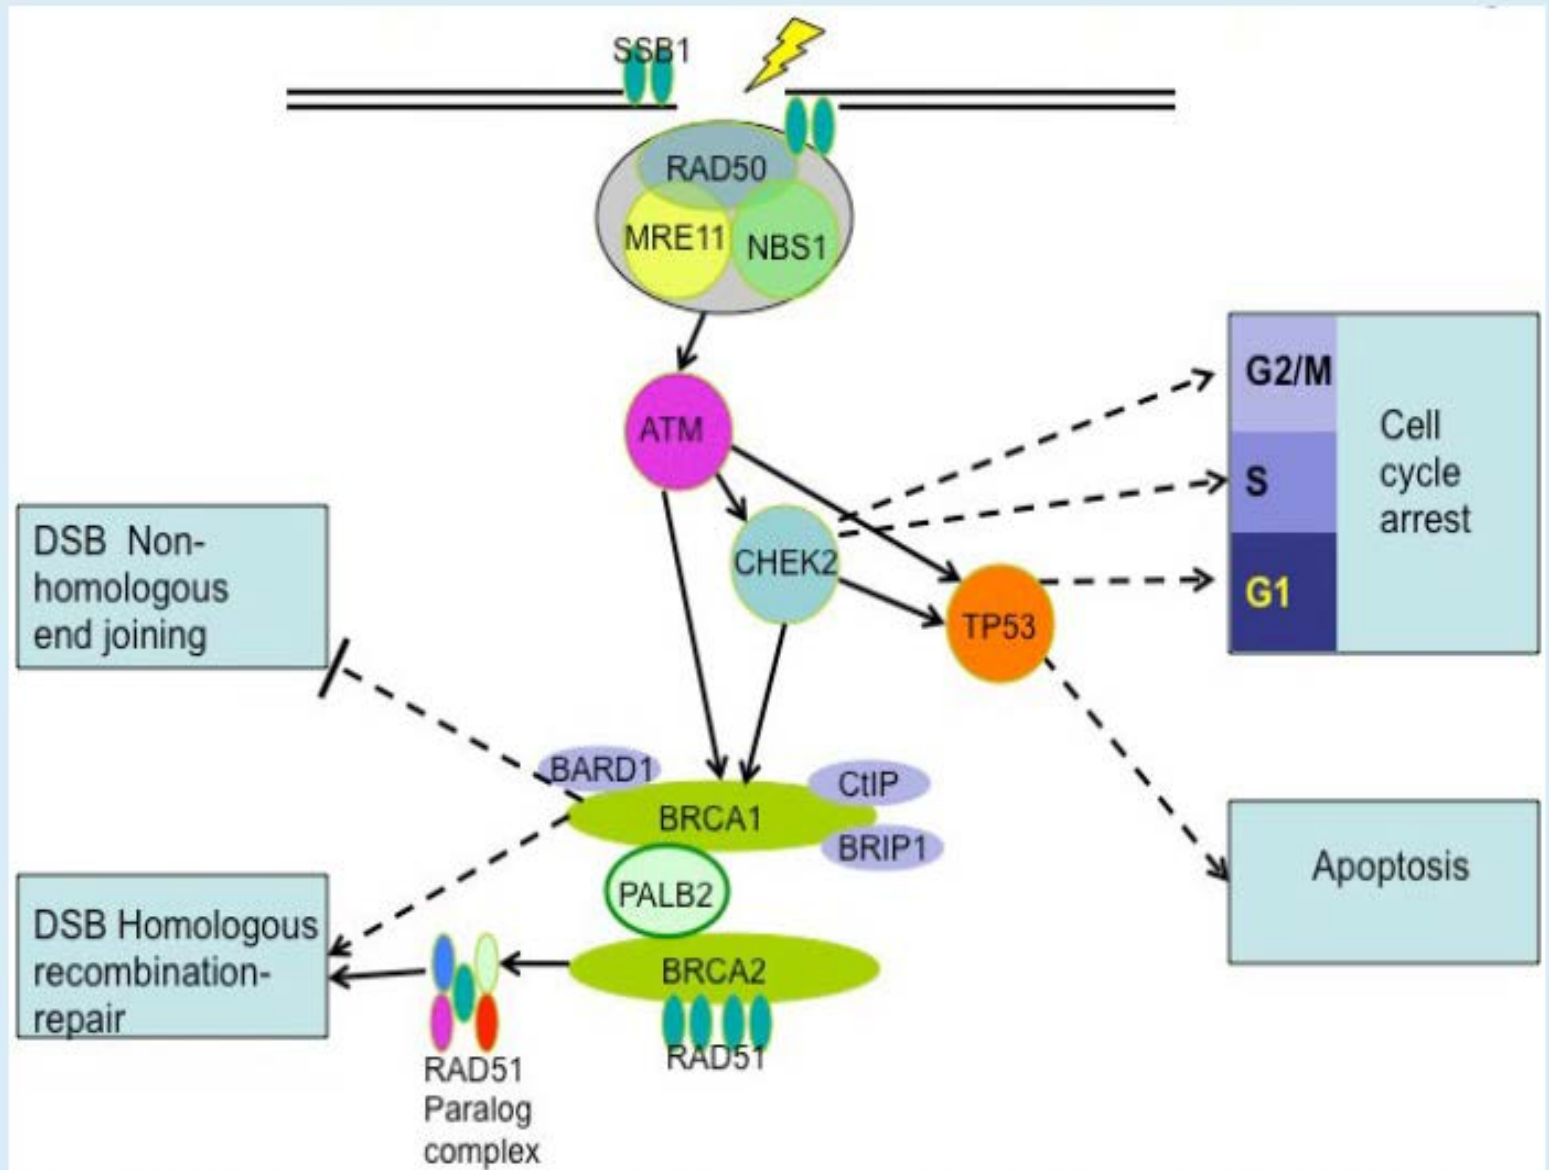 SSB1
RAD50
MRE11
NBS1
ATM
CHEK2
TP53
G2/M
S
G1
Cell
cycle
arrest
DSB Non-
homologous
end joining
BARD1
BRCA1
CtIP
BRIP1
PALB2
BRCA2
RAD51
DSB Homologous
recombination-
repair
RAD51
Paralog
complex
Apoptosis